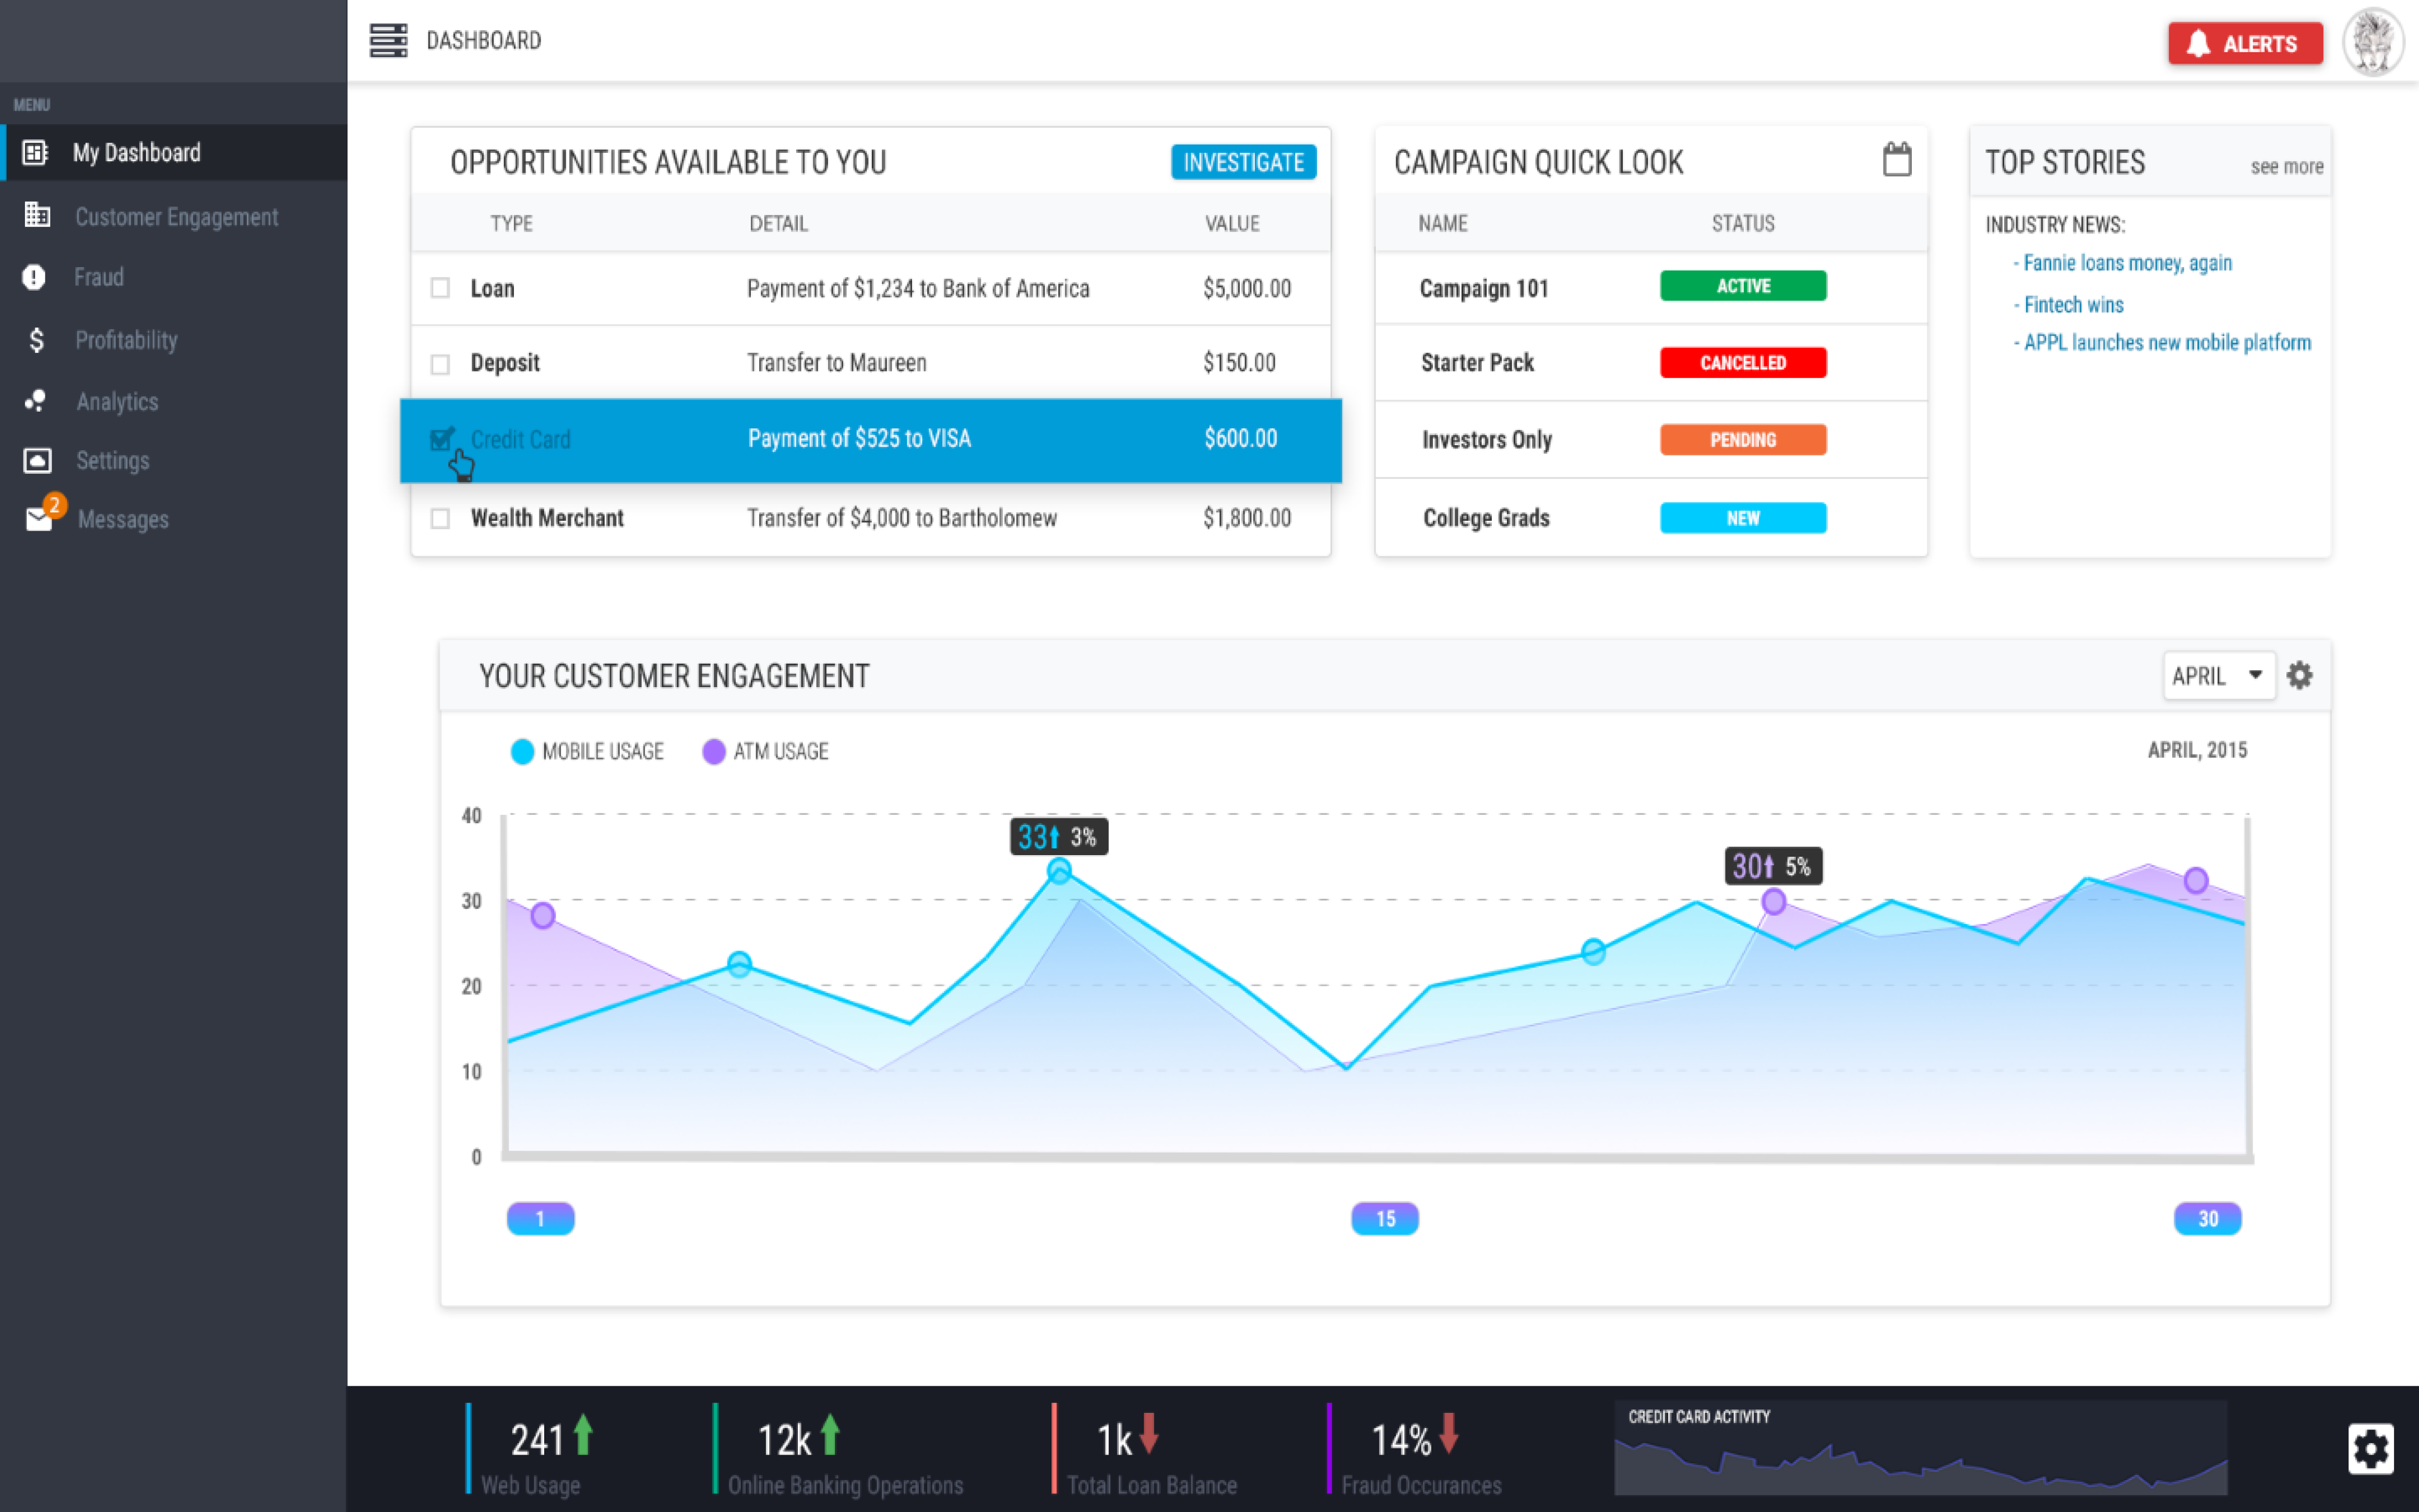 DASHBOARD
ALERTS
MENU
My Dashboard
Customer Engagement
Fraud
Profitability
Analytics
Settings
2
Messages
OPPORTUNITIES AVAILABLE TO YOU
INVESTIGATE
TYPE DETAIL VALUE
Loan Payment of $1,234 to Bank of America $5,000.00
Deposit Transfer to Maureen $150.00
Credit Card Payment of $525 to VISA $600.00
Wealth Merchant Transfer of $4,000 to Bartholomew $1,800.00
CAMPAIGN QUICK LOOK
NAME STATUS
Campaign 101 ACTIVE
Starter Pack CANCELLED
Investors Only PENDING
College Grads NEW
TOP STORIES see more
INDUSTRY NEWS:
- Fannie loans money, again
- Fintech wins
- APPL launches new mobile platform
YOUR CUSTOMER ENGAGEMENT
APRIL
MOBILE USAGE ATM USAGE
APRIL, 2015
40
33 3%
30 5%
30
20
10
0
1 15 30
241
Web Usage
12k
Online Banking Operations
1k
Total Loan Balance
14%
Fraud Occurances
CREDIT CARD ACTIVITY